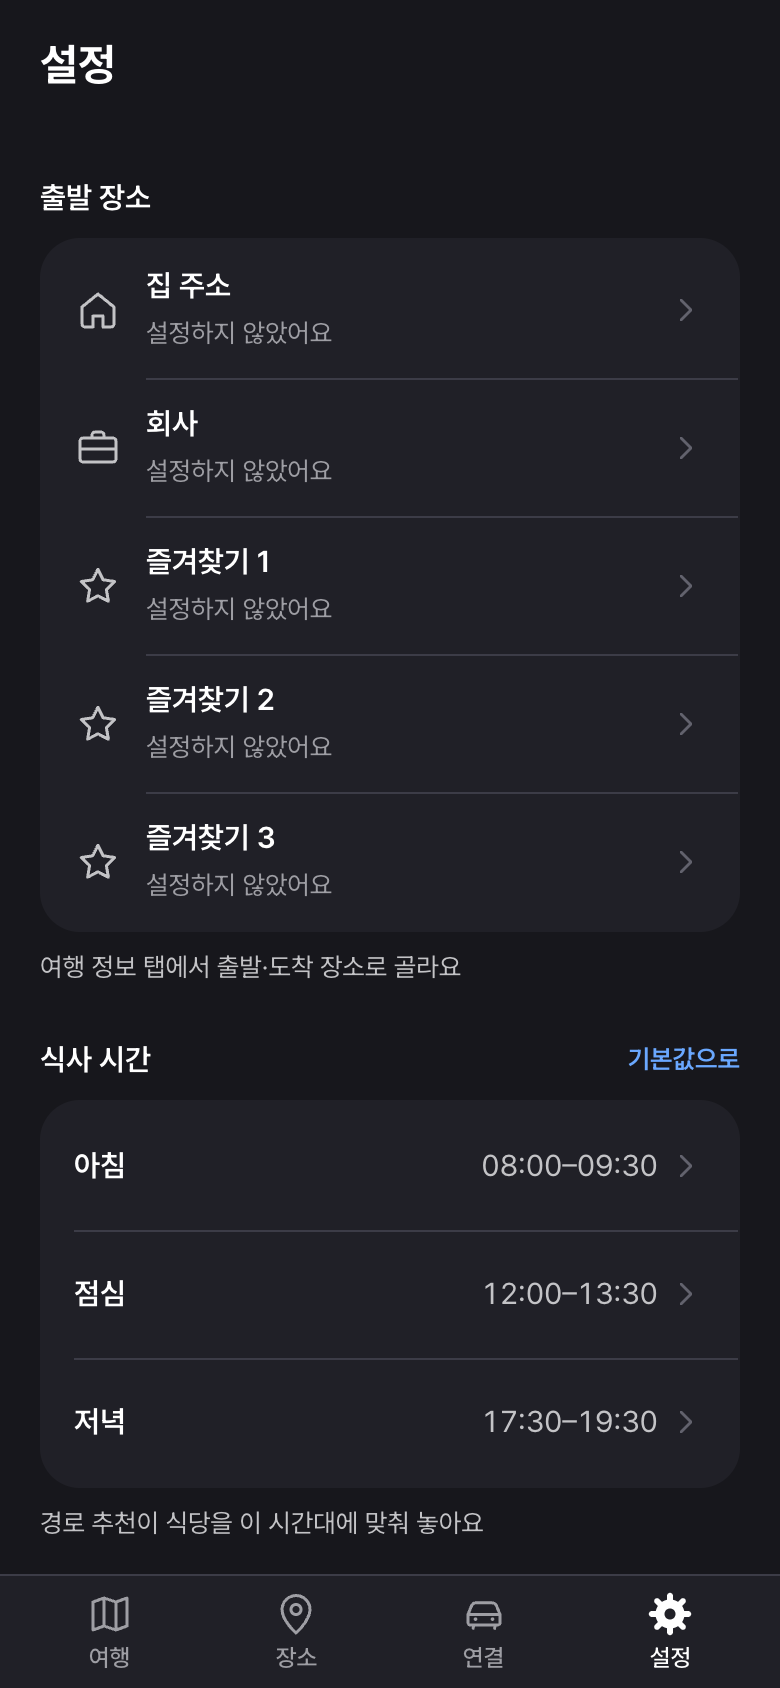 설정
출발 장소
집 주소
설정하지 않았어요
회사
설정하지 않았어요
즐겨찾기 1
설정하지 않았어요
즐겨찾기 2
설정하지 않았어요
즐겨찾기 3
설정하지 않았어요
여행 정보 탭에서 출발·도착 장소로 골라요
식사 시간 기본값으로
아침 08:00–09:30
점심 12:00–13:30
저녁 17:30–19:30
경로 추천이 식당을 이 시간대에 맞춰 놓아요
여행 장소 연결 설정